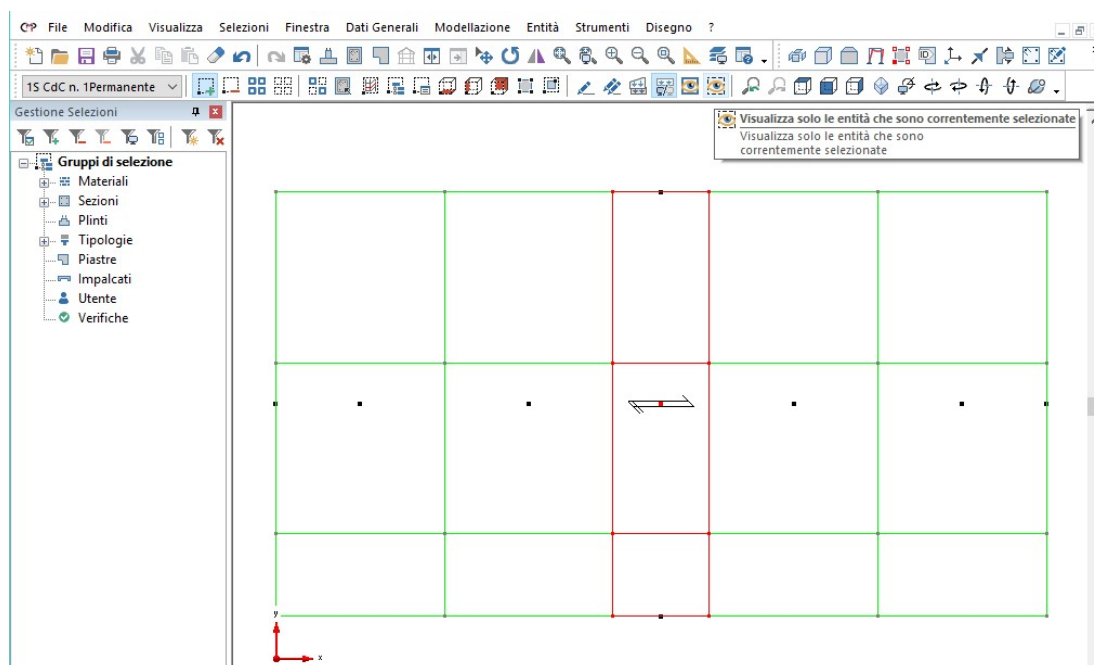 CMP File Modifica Visualizza Selezioni Finestra Dati Generali Modellazione Entità Strumenti Disegno ?
1S CdC n. 1Permanente
Gestione Selezioni
Visualizza solo le entità che sono correntemente selezionate
Visualizza solo le entità che sono
correntemente selezionate
Gruppi di selezione
Materiali
Sezioni
Plinti
Tipologie
Piastre
Impalcati
Utente
Verifiche
y
x